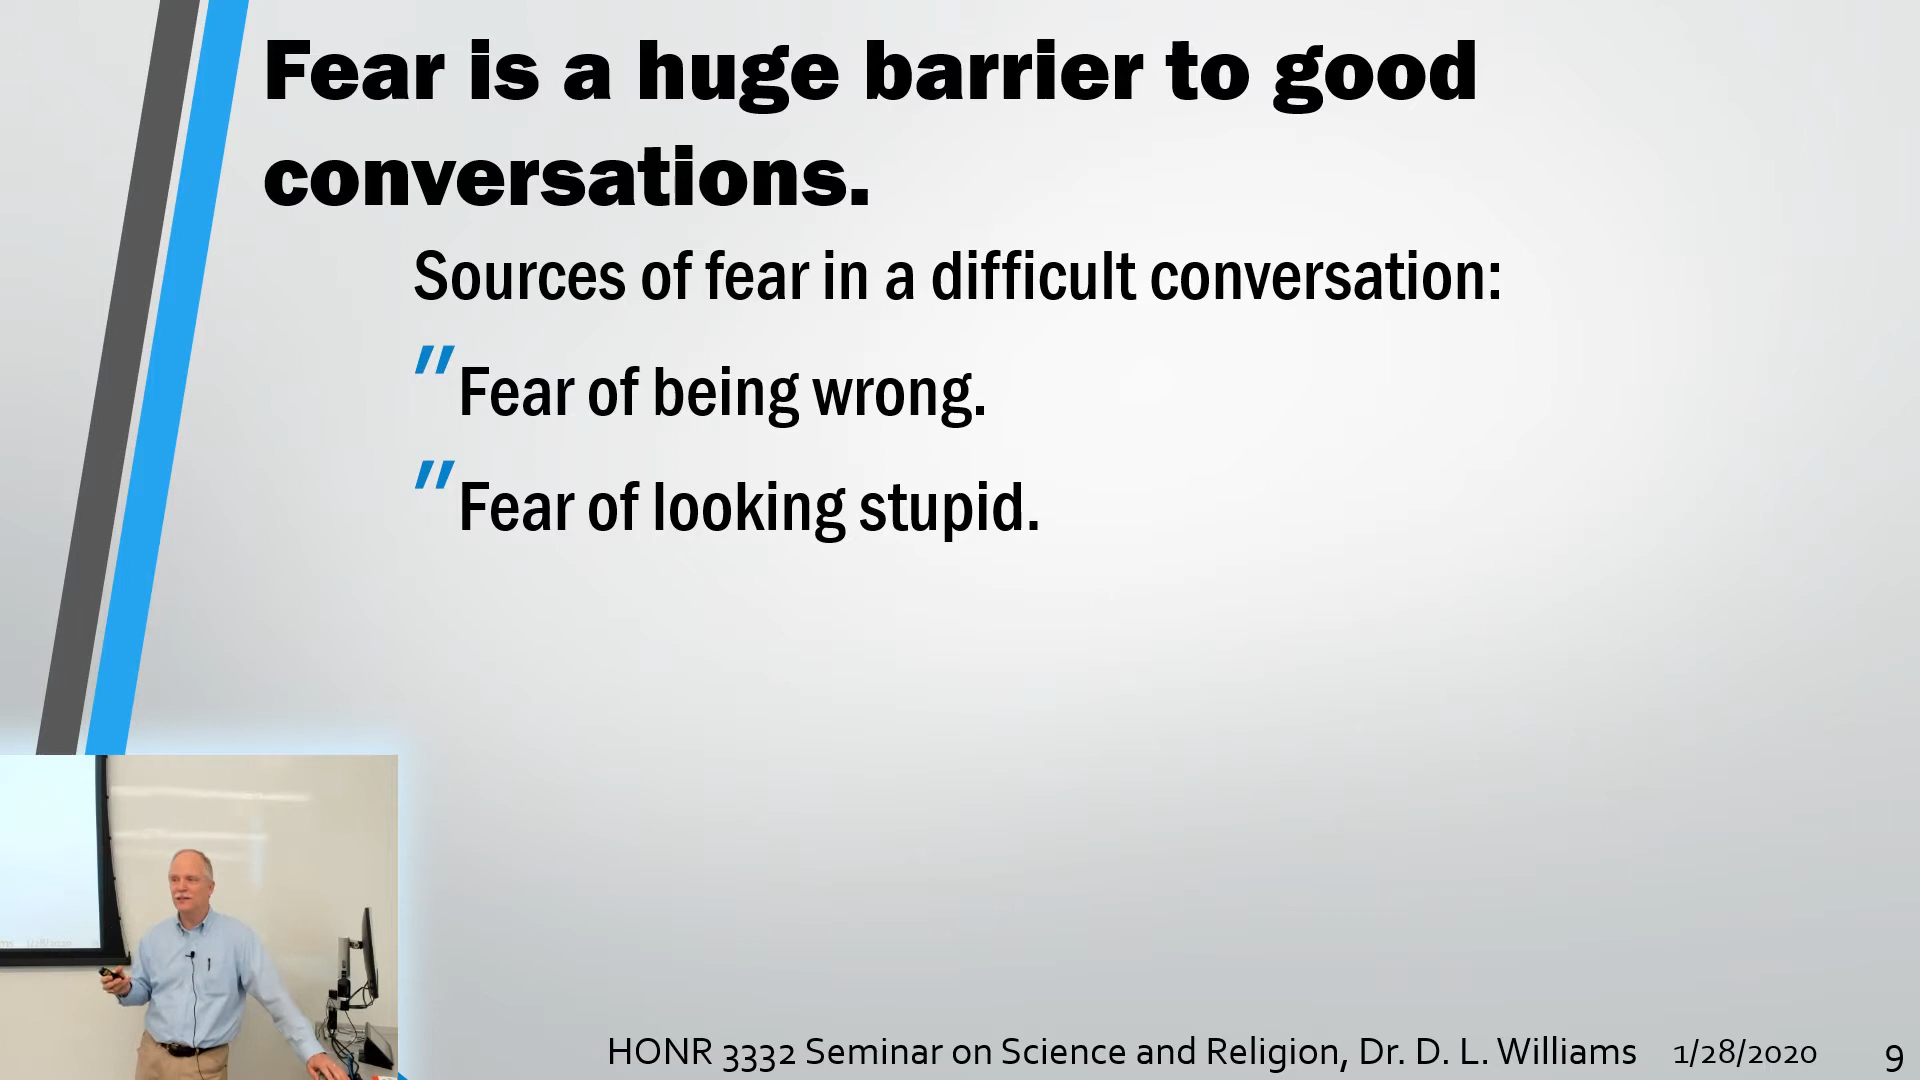 Fear is a huge barrier to good
conversations.
Sources of fear in a difficult conversation:
" Fear of being wrong.
" Fear of looking stupid.
HONR 3332 Seminar on Science and Religion, Dr. D. L. Williams 1/28/2020 9